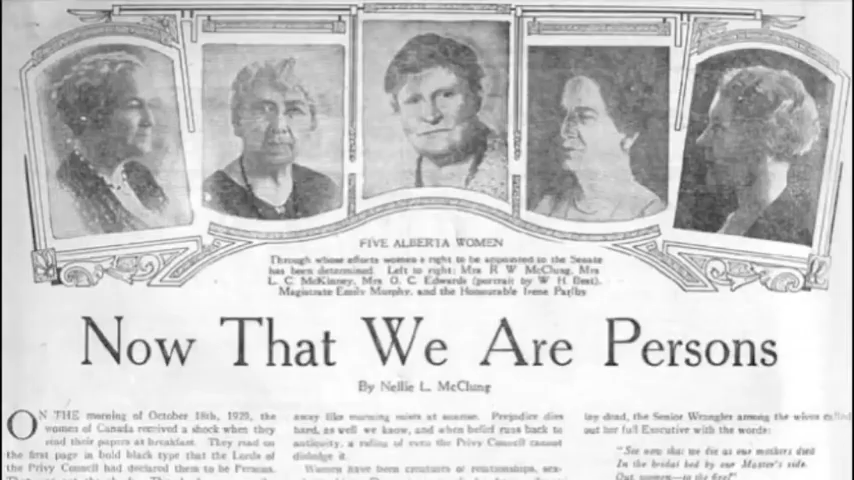 FIVE ALBERTA WOMEN
Through whose efforts women s right to be appointed to the Senate
has been determined. Left to right: Mrs R W McClung, Mrs
L. C. McKinney, Mrs O. C. Edwards (portrait by W H Best),
Magistrate Emily Murphy, and the Honourable Irene Parlby
Now That We Are Persons
By Nellie L. McClung
ON THE morning of October 18th, 1929, the
women of Canada received a shock when they
read their papers at breakfast. They read on
the first page in bold black type that the Lords of
the Privy Council had declared them to be Persons.
away like morning mists at sunrise. Prejudice dies
hard, as well we know, and when belief runs back to
antiquity, a ruling of even the Privy Council cannot
dislodge it.
Women have been creatures of relationships,
lay dead, the Senior Wrangler among the wives called
out her full Executive with the words:
"See now that we die as our mothers died
In the bridal bed by our Master's side.
Out women—to the fire!"